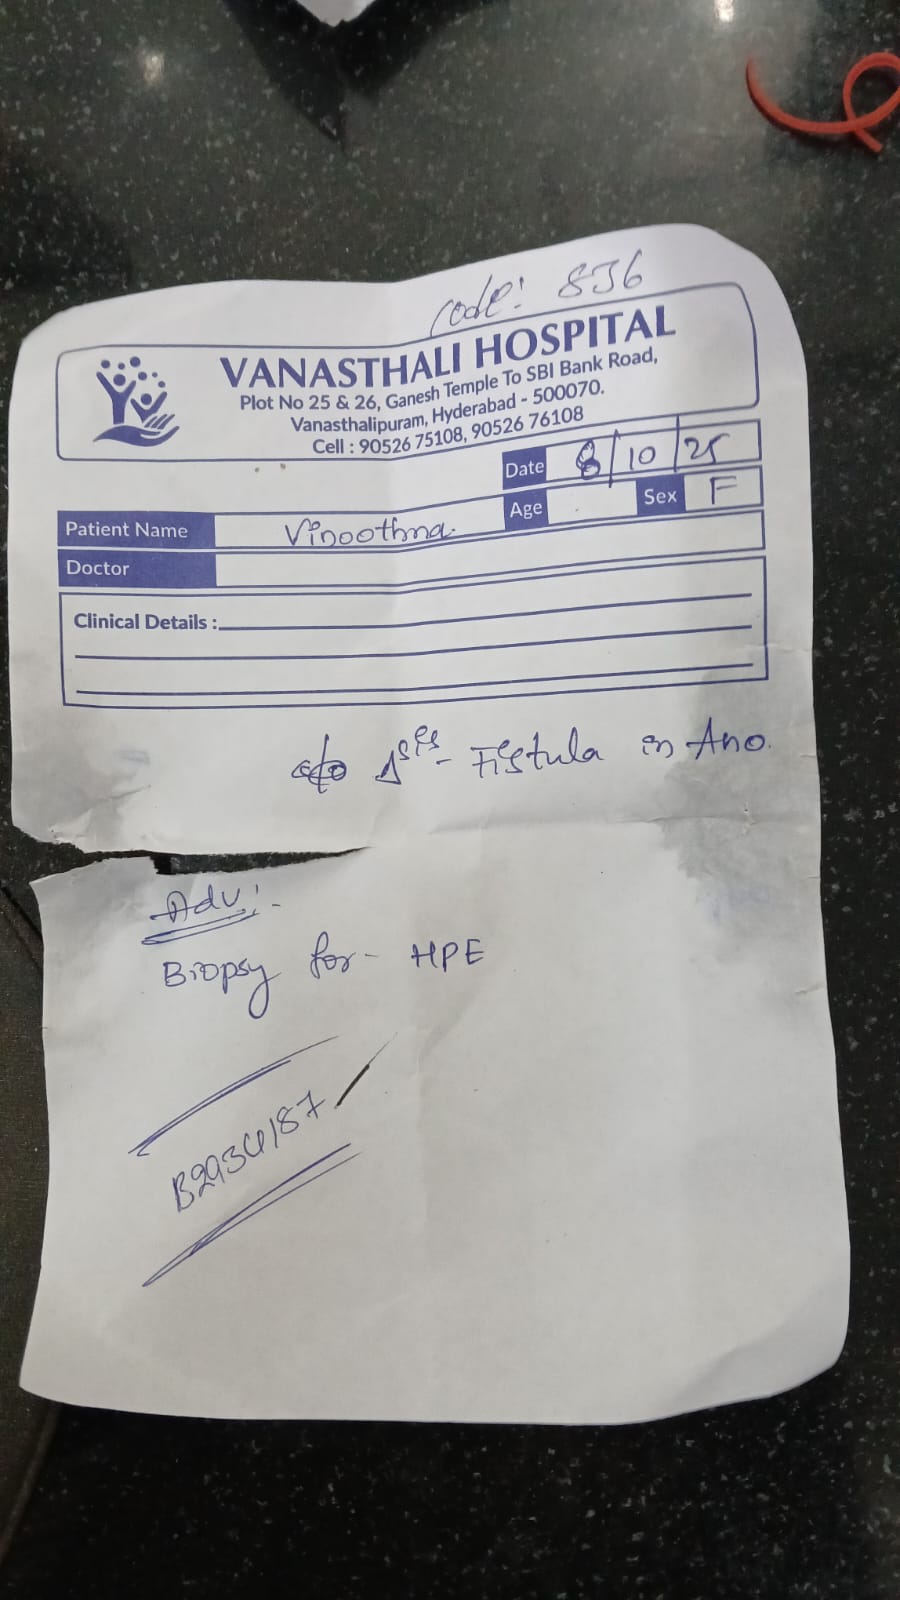 code: 836
VANASTHALI HOSPITAL
Plot No 25 & 26, Ganesh Temple To SBI Bank Road,
Vanasthalipuram, Hyderabad - 500070.
Cell : 90526 75108, 90526 76108
Date 8/10/25
Patient Name Vinoothna. Age Sex F
Doctor
Clinical Details :
c/o Fistula in Ano.
Adv:-
Biopsy for - HPE